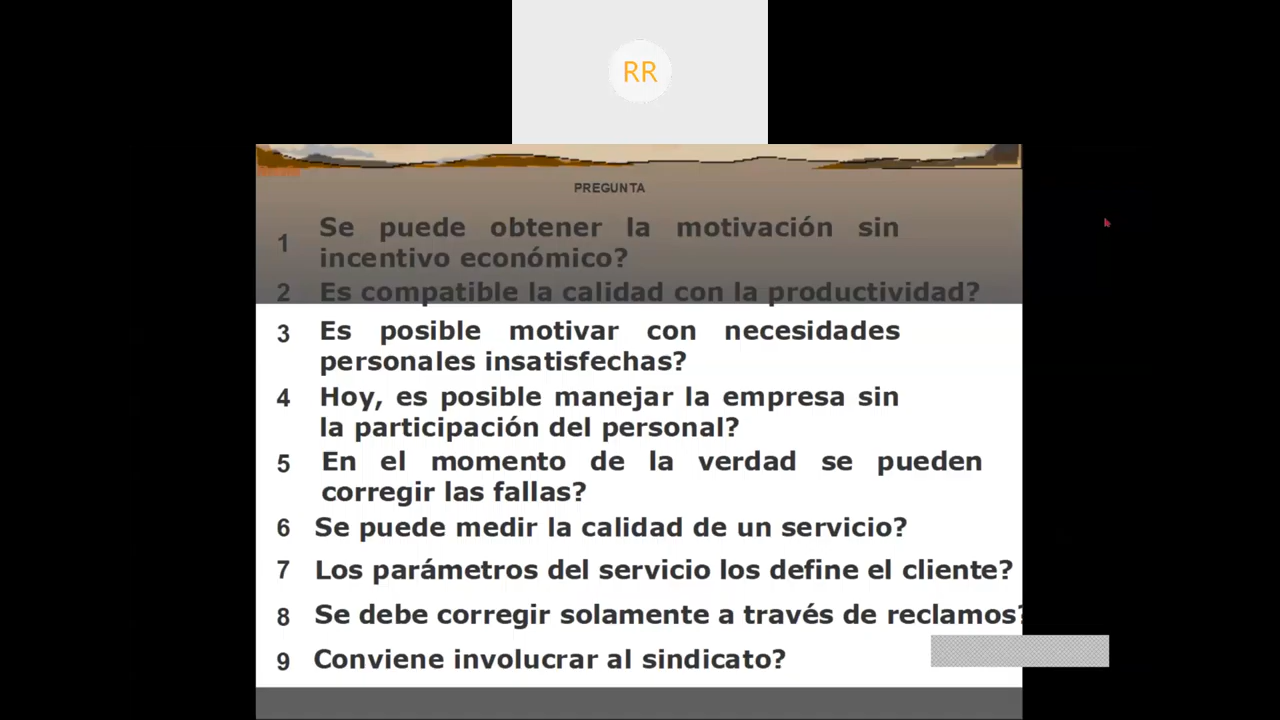 RR
PREGUNTA
1 Se puede obtener la motivación sin
incentivo económico?
2 Es compatible la calidad con la productividad?
3 Es posible motivar con necesidades
personales insatisfechas?
4 Hoy, es posible manejar la empresa sin
la participación del personal?
5 En el momento de la verdad se pueden
corregir las fallas?
6 Se puede medir la calidad de un servicio?
7 Los parámetros del servicio los define el cliente?
8 Se debe corregir solamente a través de reclamos?
9 Conviene involucrar al sindicato?